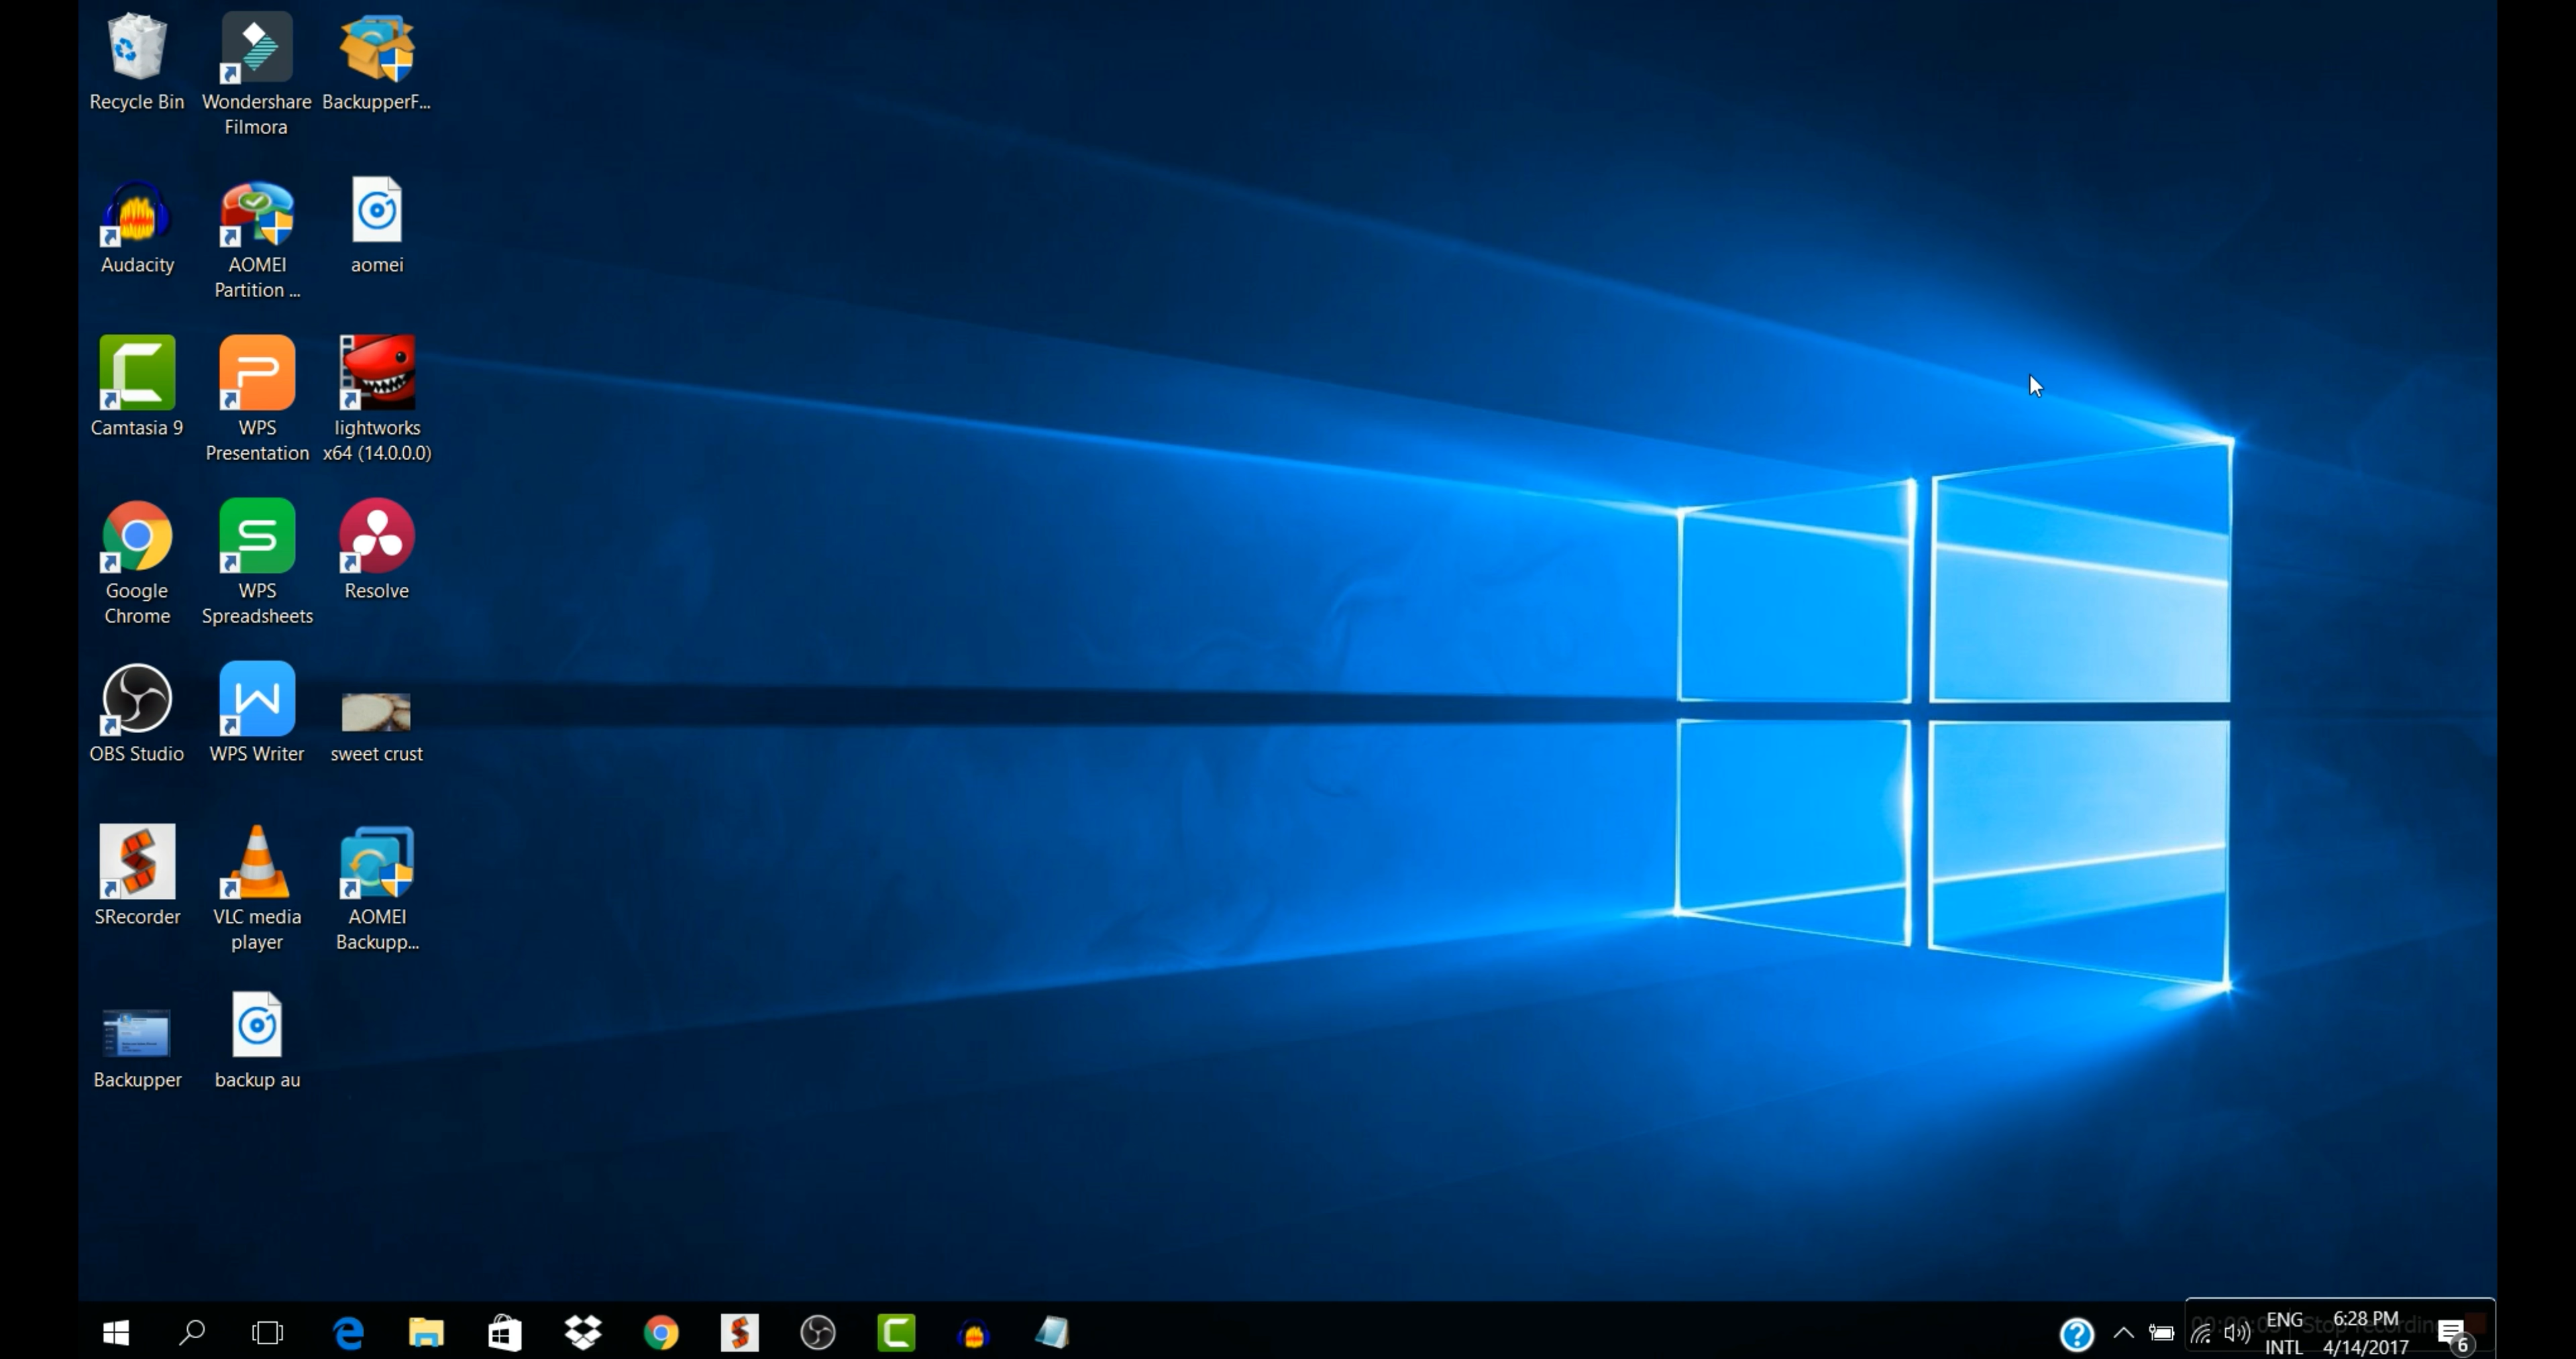 Recycle Bin
Wondershare
Filmora
BackupperF...
Audacity
AOMEI
Partition ...
aomei
Camtasia 9
WPS
Presentation
lightworks
x64 (14.0.0.0)
Google
Chrome
WPS
Spreadsheets
Resolve
OBS Studio
WPS Writer
sweet crust
SRecorder
VLC media
player
AOMEI
Backupp...
Backupper
backup au
ENG
INTL
6:28 PM
4/14/2017
6
Stop recording